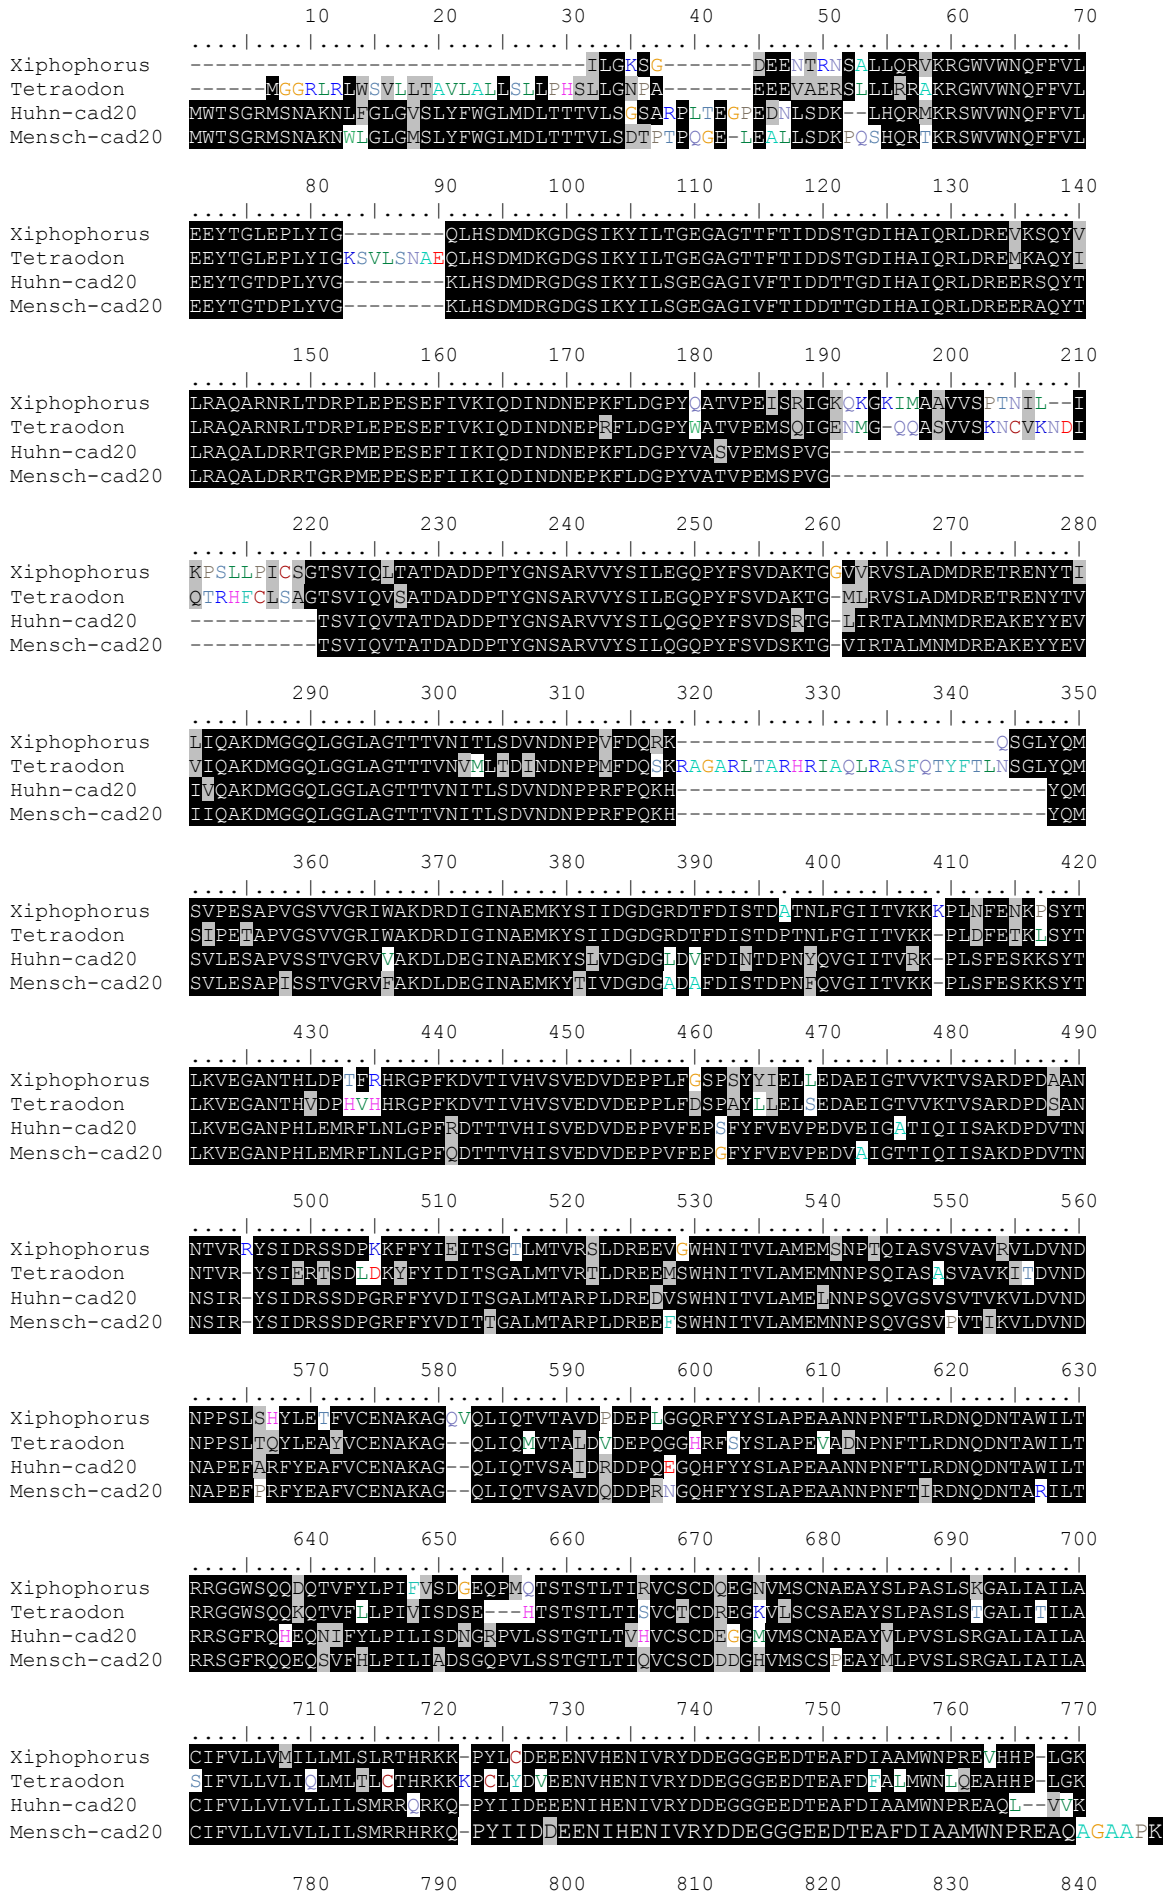 10 20 30 40 50 60 70
....|....|....|....|....|....|....|....|....|....|....|....|....|....|
Xiphophorus -------------------------------ILGKSG-------DEENTRNSALLQRVKRGWVWNQFFVL
Tetraodon ------MGGRLRLWSVLLTAVLALLSLLPHSLLGNPA-------EEEVAERSLLLRRAKRGWVWNQFFVL
Huhn-cad20 MWTSGRMSNAKNLFGLGVSLYFWGLMDLTTTVLSGSARPLTEGPEDNLSDK--LHQRMKRSWVWNQFFVL
Mensch-cad20 MWTSGRMSNAKNWLGLGMSLYFWGLMDLTTTVLSDTPTPQGE-LEALLSDKPQSHQRTKRSWVWNQFFVL
80 90 100 110 120 130 140
....|....|....|....|....|....|....|....|....|....|....|....|....|....|
Xiphophorus EEYTGLEPLYIG--------QLHSDMDKGDGSIKYILTGEGAGTTFTIDDSTGDIHAIQRLDREVKSQYV
Tetraodon EEYTGLEPLYIGKSVLSNAEQLHSDMDKGDGSIKYILTGEGAGTTFTIDDSTGDIHAIQRLDREMKAQYI
Huhn-cad20 EEYTGTDPLYVG--------KLHSDMDRGDGSIKYILSGEGAGIVFTIDDTTGDIHAIQRLDREERSQYT
Mensch-cad20 EEYTGTDPLYVG--------KLHSDMDRGDGSIKYILSGEGAGIVFTIDDTTGDIHAIQRLDREERAQYT
150 160 170 180 190 200 210
....|....|....|....|....|....|....|....|....|....|....|....|....|....|
Xiphophorus LRAQARNRLTDRPLEPESEFIVKIQDINDNEPKFLDGPYQATVPEISRIGKQKGKIMAAVVSPTNIL--I
Tetraodon LRAQARNRLTDRPLEPESEFIVKIQDINDNEPRFLDGPYWATVPEMSQIGENMG-QQASVVSKNCVKNDI
Huhn-cad20 LRAQALDRRTGRPMEPESEFIIKIQDINDNEPKFLDGPYVASVPEMSPVG--------------------
Mensch-cad20 LRAQALDRRTGRPMEPESEFIIKIQDINDNEPKFLDGPYVATVPEMSPVG--------------------
220 230 240 250 260 270 280
....|....|....|....|....|....|....|....|....|....|....|....|....|....|
Xiphophorus KPSLLPICSGTSVIQLTATDADDPTYGNSARVVYSILEGQPYFSVDAKTGGVVRVSLADMDRETRENYTI
Tetraodon QTRHFCLSAGTSVIQVSATDADDPTYGNSARVVYSILEGQPYFSVDAKTG-MLRVSLADMDRETRENYTV
Huhn-cad20 ----------TSVIQVTATDADDPTYGNSARVVYSILQGQPYFSVDSRTG-LIRTALMNMDREAKEYYEV
Mensch-cad20 ----------TSVIQVTATDADDPTYGNSARVVYSILQGQPYFSVDSKTG-VIRTALMNMDREAKEYYEV
290 300 310 320 330 340 350
....|....|....|....|....|....|....|....|....|....|....|....|....|....|
Xiphophorus LIQAKDMGGQLGGLAGTTTVNITLSDVNDNPPVFDQRK-------------------------QSGLYQM
Tetraodon VIQAKDMGGQLGGLAGTTTVNVMLTDINDNPPMFDQSKRAGARLTARHRIAQLRASFQTYFTLNSGLYQM
Huhn-cad20 IVQAKDMGGQLGGLAGTTTVNITLSDVNDNPPRFPQKH-----------------------------YQM
Mensch-cad20 IIQAKDMGGQLGGLAGTTTVNITLSDVNDNPPRFPQKH-----------------------------YQM
360 370 380 390 400 410 420
....|....|....|....|....|....|....|....|....|....|....|....|....|....|
Xiphophorus SVPESAPVGSVVGRIWAKDRDIGINAEMKYSIIDGDGRDTFDISTDATNLFGIITVKKKPLNFENKPSYT
Tetraodon SIPETAPVGSVVGRIWAKDRDIGINAEMKYSIIDGDGRDTFDISTDPTNLFGIITVKK-PLDFETKLSYT
Huhn-cad20 SVLESAPVSSTVGRVVAKDLDEGINAEMKYSLVDGDGLDVFDINTDPNYQVGIITVRK-PLSFESKKSYT
Mensch-cad20 SVLESAPISSTVGRVFAKDLDEGINAEMKYTIVDGDGADAFDISTDPNFQVGIITVKK-PLSFESKKSYT
430 440 450 460 470 480 490
....|....|....|....|....|....|....|....|....|....|....|....|....|....|
Xiphophorus LKVEGANTHLDPTFRHRGPFKDVTIVHVSVEDVDEPPLFGSPSYYIELLEDAEIGTVVKTVSARDPDAAN
Tetraodon LKVEGANTHVDPHVHHRGPFKDVTIVHVSVEDVDEPPLFDSPAYLLELSEDAEIGTVVKTVSARDPDSAN
Huhn-cad20 LKVEGANPHLEMRFLNLGPFRDTTTVHISVEDVDEPPVFEPSFYFVEVPEDVEIGATIQIISAKDPDVTN
Mensch-cad20 LKVEGANPHLEMRFLNLGPFQDTTTVHISVEDVDEPPVFEPGFYFVEVPEDVAIGTTIQIISAKDPDVTN
500 510 520 530 540 550 560
....|....|....|....|....|....|....|....|....|....|....|....|....|....|
Xiphophorus NTVRRYSIDRSSDPKKFFYIEITSGTLMTVRSLDREEVGWHNITVLAMEMSNPTQIASVSVAVRVLDVND
Tetraodon NTVR-YSIERTSDLDKYFYIDITSGALMTVRTLDREEMSWHNITVLAMEMNNPSQIASASVAVKITDVND
Huhn-cad20 NSIR-YSIDRSSDPGRFFYVDITSGALMTARPLDREDVSWHNITVLAMELNNPSQVGSVSVTVKVLDVND
Mensch-cad20 NSIR-YSIDRSSDPGRFFYVDITTGALMTARPLDREEFSWHNITVLAMEMNNPSQVGSVPVTIKVLDVND
570 580 590 600 610 620 630
....|....|....|....|....|....|....|....|....|....|....|....|....|....|
Xiphophorus NPPSLSHYLETFVCENAKAGQVQLIQTVTAVDPDEPLGGQRFYYSLAPEAANNPNFTLRDNQDNTAWILT
Tetraodon NPPSLTQYLEAYVCENAKAG--QLIQMVTALDVDEPQGGHRFSYSLAPEVADNPNFTLRDNQDNTAWILT
Huhn-cad20 NAPEFARFYEAFVCENAKAG--QLIQTVSAIDRDDPQEGQHFYYSLAPEAANNPNFTLRDNQDNTAWILT
Mensch-cad20 NAPEFPRFYEAFVCENAKAG--QLIQTVSAVDQDDPRNGQHFYYSLAPEAANNPNFTIRDNQDNTARILT
640 650 660 670 680 690 700
....|....|....|....|....|....|....|....|....|....|....|....|....|....|
Xiphophorus RRGGWSQQDQTVFYLPIFVSDGEQPMQTSTSTLTIRVCSCDQEGNVMSCNAEAYSLPASLSKGALIAILA
Tetraodon RRGGWSQQKQTVFLLPIVISDSE---HTSTSTLTISVCTCDREGKVLSCSAEAYSLPASLSTGALITILA
Huhn-cad20 RRSGFRQHEQNIFYLPILISDNGRPVLSSTGTLTVHVCSCDEGGMVMSCNAEAYVLPVSLSRGALIAILA
Mensch-cad20 RRSGFRQQEQSVFHLPILIADSGQPVLSSTGTLTIQVCSCDDDGHVMSCSPEAYMLPVSLSRGALIAILA
710 720 730 740 750 760 770
....|....|....|....|....|....|....|....|....|....|....|....|....|....|
Xiphophorus CIFVLLVMILLMLSLRTHRKK-PYLCDEEENVHENIVRYDDEGGGEEDTEAFDIAAMWNPREVHHP-LGK
Tetraodon SIFVLLVLIQLMLTLCTHRKKKPCLYDVEENVHENIVRYDDEGGGEEDTEAFDFALMWNLQEAHHP-LGK
Huhn-cad20 CIFVLLVLVLLILSMRRQRKQ-PYIIDEEENIHENIVRYDDEGGGEEDTEAFDIAAMWNPREAQL--VVK
Mensch-cad20 CIFVLLVLVLLILSMRRHRKQ-PYIIDDEENIHENIVRYDDEGGGEEDTEAFDIAAMWNPREAQAGAAPK
780 790 800 810 820 830 840